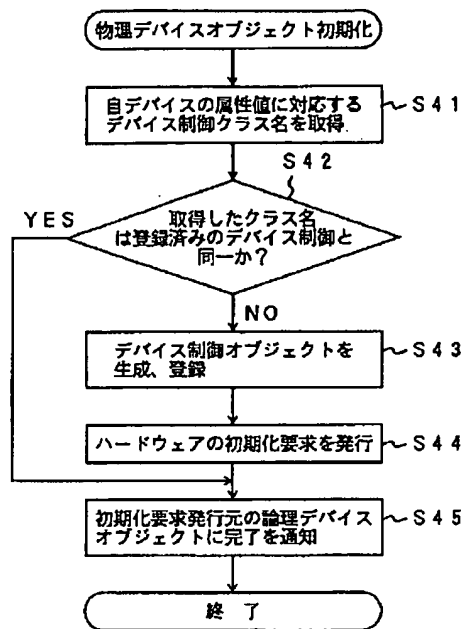 物理デバイスオブジェクト初期化
自デバイスの属性値に対応する
デバイス制御クラス名を取得
S41
S42
YES
取得したクラス名
は登録済みのデバイス制御と
同一か?
NO
デバイス制御オブジェクトを
生成、登録
S43
ハードウェアの初期化要求を発行
S44
初期化要求発行元の論理デバイス
オブジェクトに完了を通知
S45
終 了